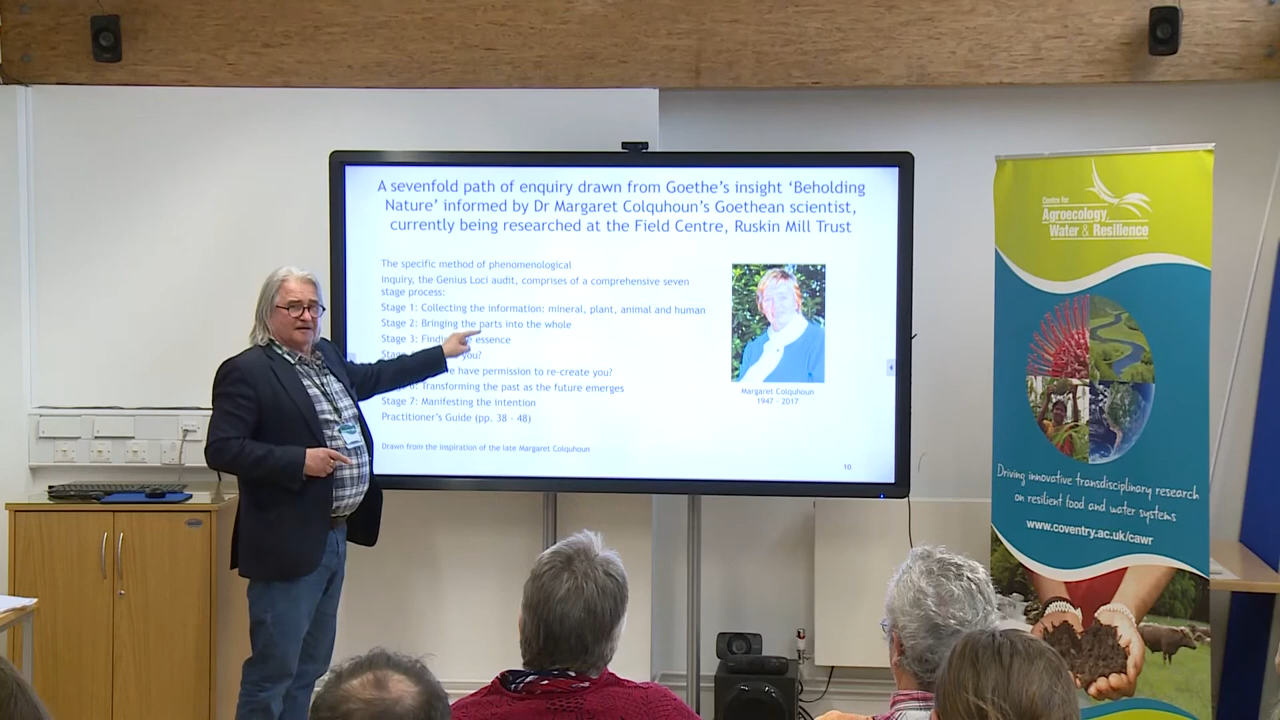 A sevenfold path of enquiry drawn from Goethe's insight 'Beholding
Nature' informed by Dr Margaret Colquhoun's Goethean scientist,
currently being researched at the Field Centre, Ruskin Mill Trust
The specific method of phenomenological
inquiry, the Genius Loci audit, comprises of a comprehensive seven
stage process:
Stage 1: Collecting the information: mineral, plant, animal and human
Stage 2: Bringing the parts into the whole
Stage 3: essence
you?
have permission to re-create you?
Transforming the past as the future emerges
Stage 7: Manifesting the intention
Practitioner's Guide (pp. 38 - 48)
Drawn from the inspiration of the late Margaret Colquhoun
Margaret Colquhoun
1947 - 2017
10
Centre for
Agroecology,
Water & Resilience
Driving innovative transdisciplinary research
on resilient food and water systems
www.coventry.ac.uk/cawr